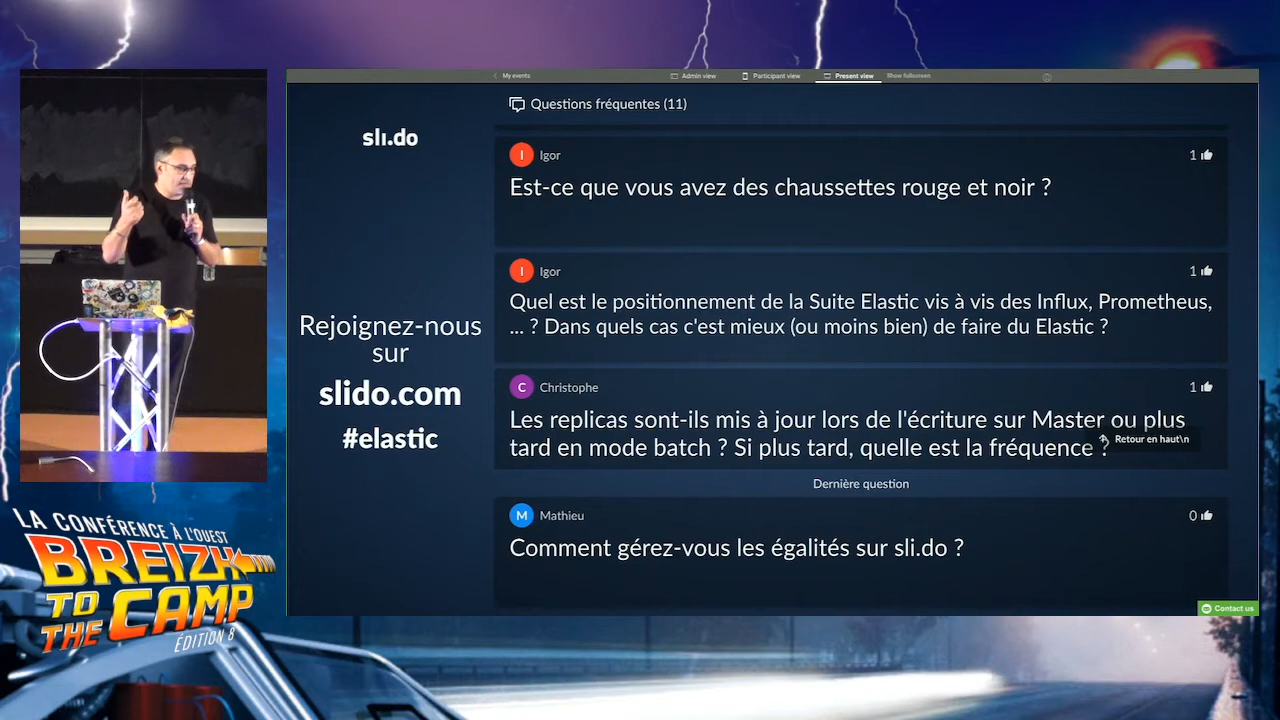 My events
Admin view
Participant view
Present view
Show fullscreen
Questions fréquentes (11)
sli.do
I Igor
1
Est-ce que vous avez des chaussettes rouge et noir ?
I Igor
1
Quel est le positionnement de la Suite Elastic vis à vis des Influx, Prometheus,
... ? Dans quels cas c'est mieux (ou moins bien) de faire du Elastic ?
Rejoignez-nous
sur
slido.com
#elastic
C Christophe
1
Les replicas sont-ils mis à jour lors de l'écriture sur Master ou plus
tard en mode batch ? Si plus tard, quelle est la fréquence ?
Retour en haut\n
Dernière question
M Mathieu
0
Comment gérez-vous les égalités sur sli.do ?
Contact us
LA CONFÉRENCE À L'OUEST
BREIZH
TO
THE CAMP
ÉDITION 8